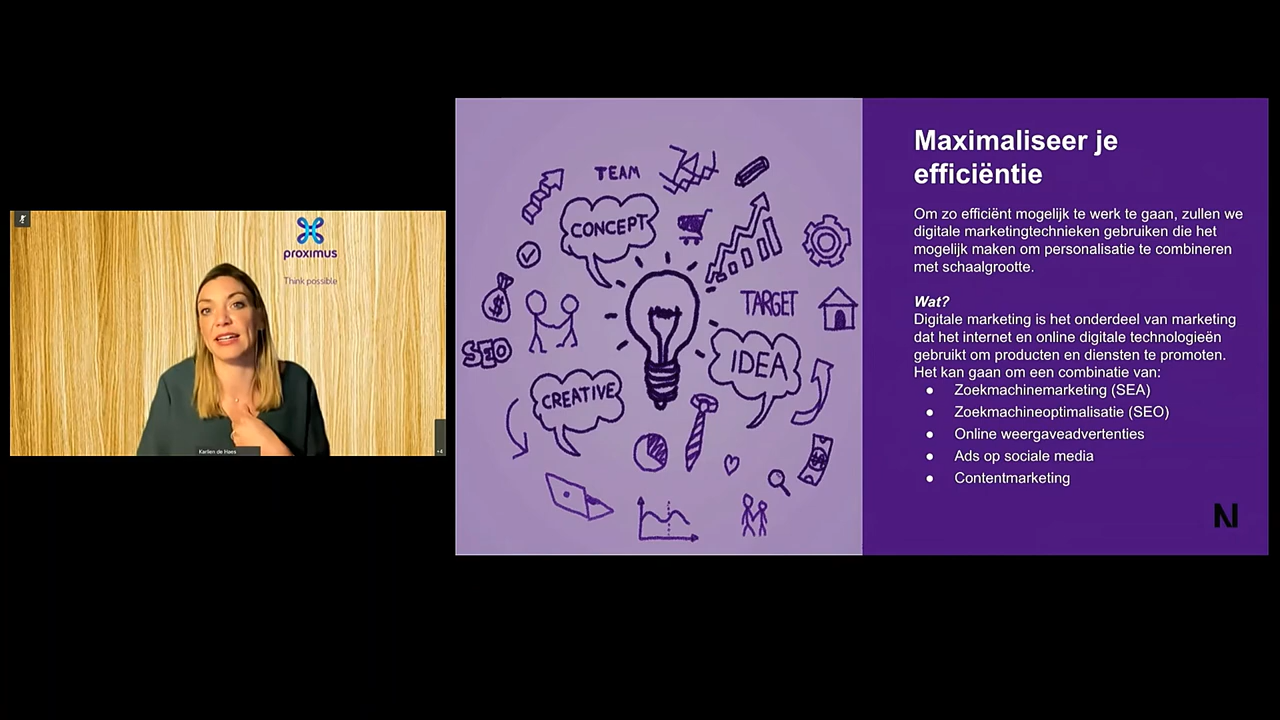 proximus
Think possible
Karlien de Haes
+4
TEAM
CONCEPT
TARGET
SEO
IDEA
CREATIVE
Maximaliseer je
efficiëntie
Om zo efficiënt mogelijk te werk te gaan, zullen we
digitale marketingtechnieken gebruiken die het
mogelijk maken om personalisatie te combineren
met schaalgrootte.
Wat?
Digitale marketing is het onderdeel van marketing
dat het internet en online digitale technologieën
gebruikt om producten en diensten te promoten.
Het kan gaan om een combinatie van:
● Zoekmachinemarketing (SEA)
● Zoekmachineoptimalisatie (SEO)
● Online weergaveadvertenties
● Ads op sociale media
● Contentmarketing
N